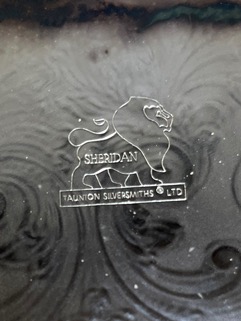 SHERIDAN
TAUNTON SILVERSMITHS ® LTD